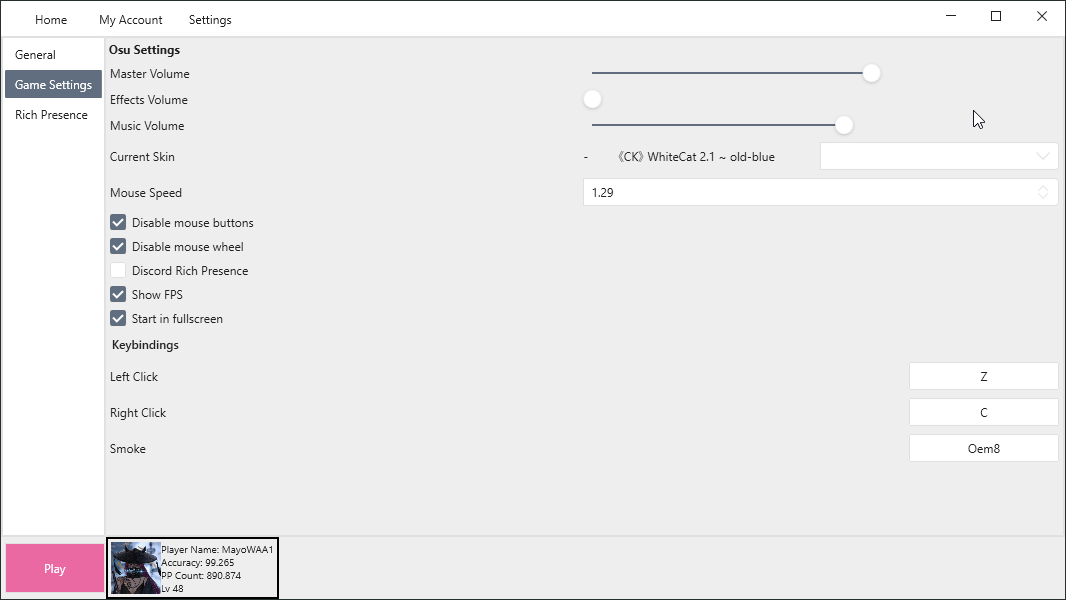 Home My Account Settings
General
Game Settings
Rich Presence
Osu Settings
Master Volume
Effects Volume
Music Volume
Current Skin - 《CK》 WhiteCat 2.1 ~ old-blue
Mouse Speed 1.29
Disable mouse buttons
Disable mouse wheel
Discord Rich Presence
Show FPS
Start in fullscreen
Keybindings
Left Click Z
Right Click C
Smoke Oem8
Play
Player Name: MayoWAA1
Accuracy: 99.265
PP Count: 890.874
Lv 48